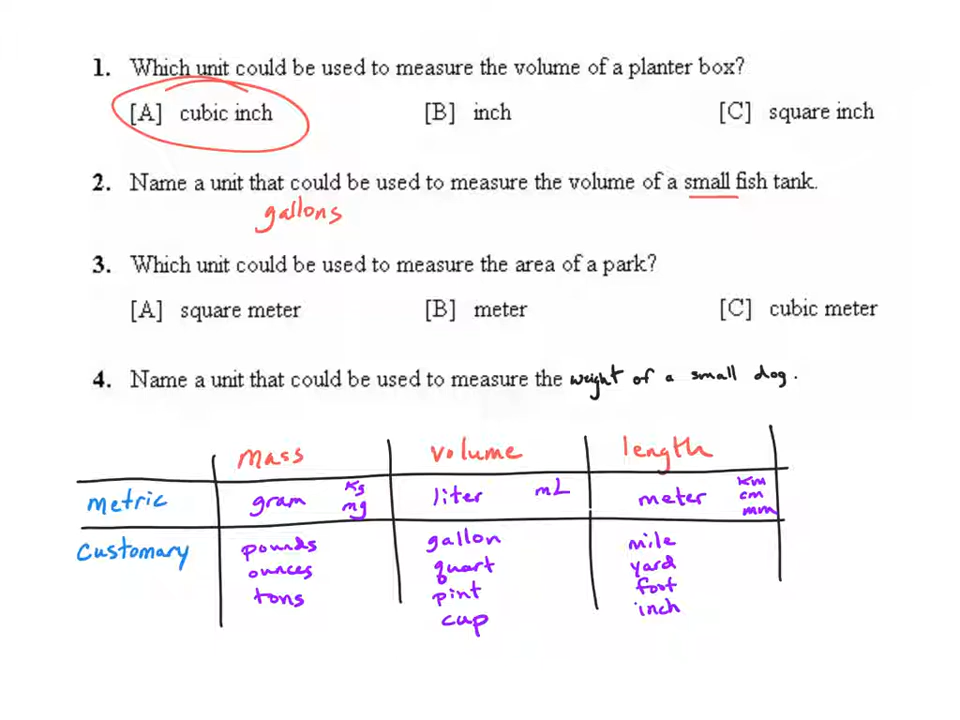 1. Which unit could be used to measure the volume of a planter box?
[A] cubic inch [B] inch [C] square inch
2. Name a unit that could be used to measure the volume of a small fish tank.
gallons
3. Which unit could be used to measure the area of a park?
[A] square meter [B] meter [C] cubic meter
4. Name a unit that could be used to measure the weight of a small dog.
mass volume length
metric gram kg mg liter mL meter km cm mm
customary pounds gallon mile
ounces quart yard
tons pint foot
cup inch